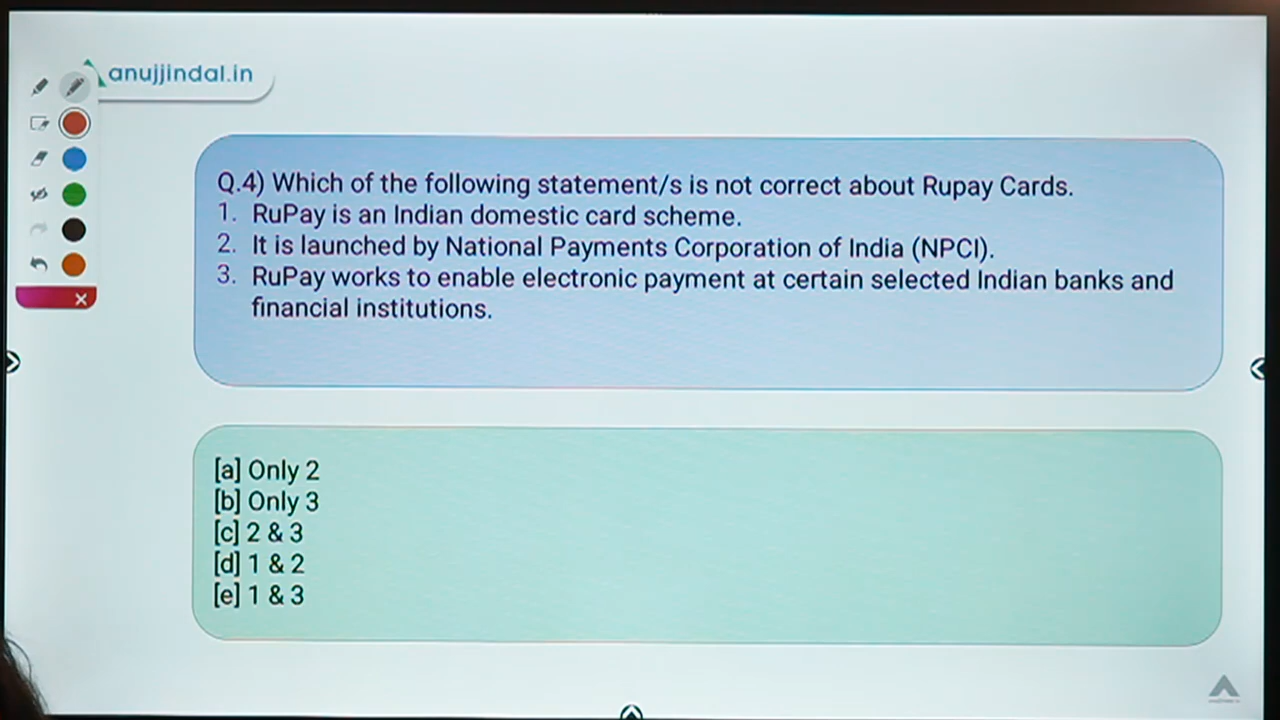 anujjindal.in
Q.4) Which of the following statement/s is not correct about Rupay Cards.
1. RuPay is an Indian domestic card scheme.
2. It is launched by National Payments Corporation of India (NPCI).
3. RuPay works to enable electronic payment at certain selected Indian banks and
financial institutions.
[a] Only 2
[b] Only 3
[c] 2 & 3
[d] 1 & 2
[e] 1 & 3